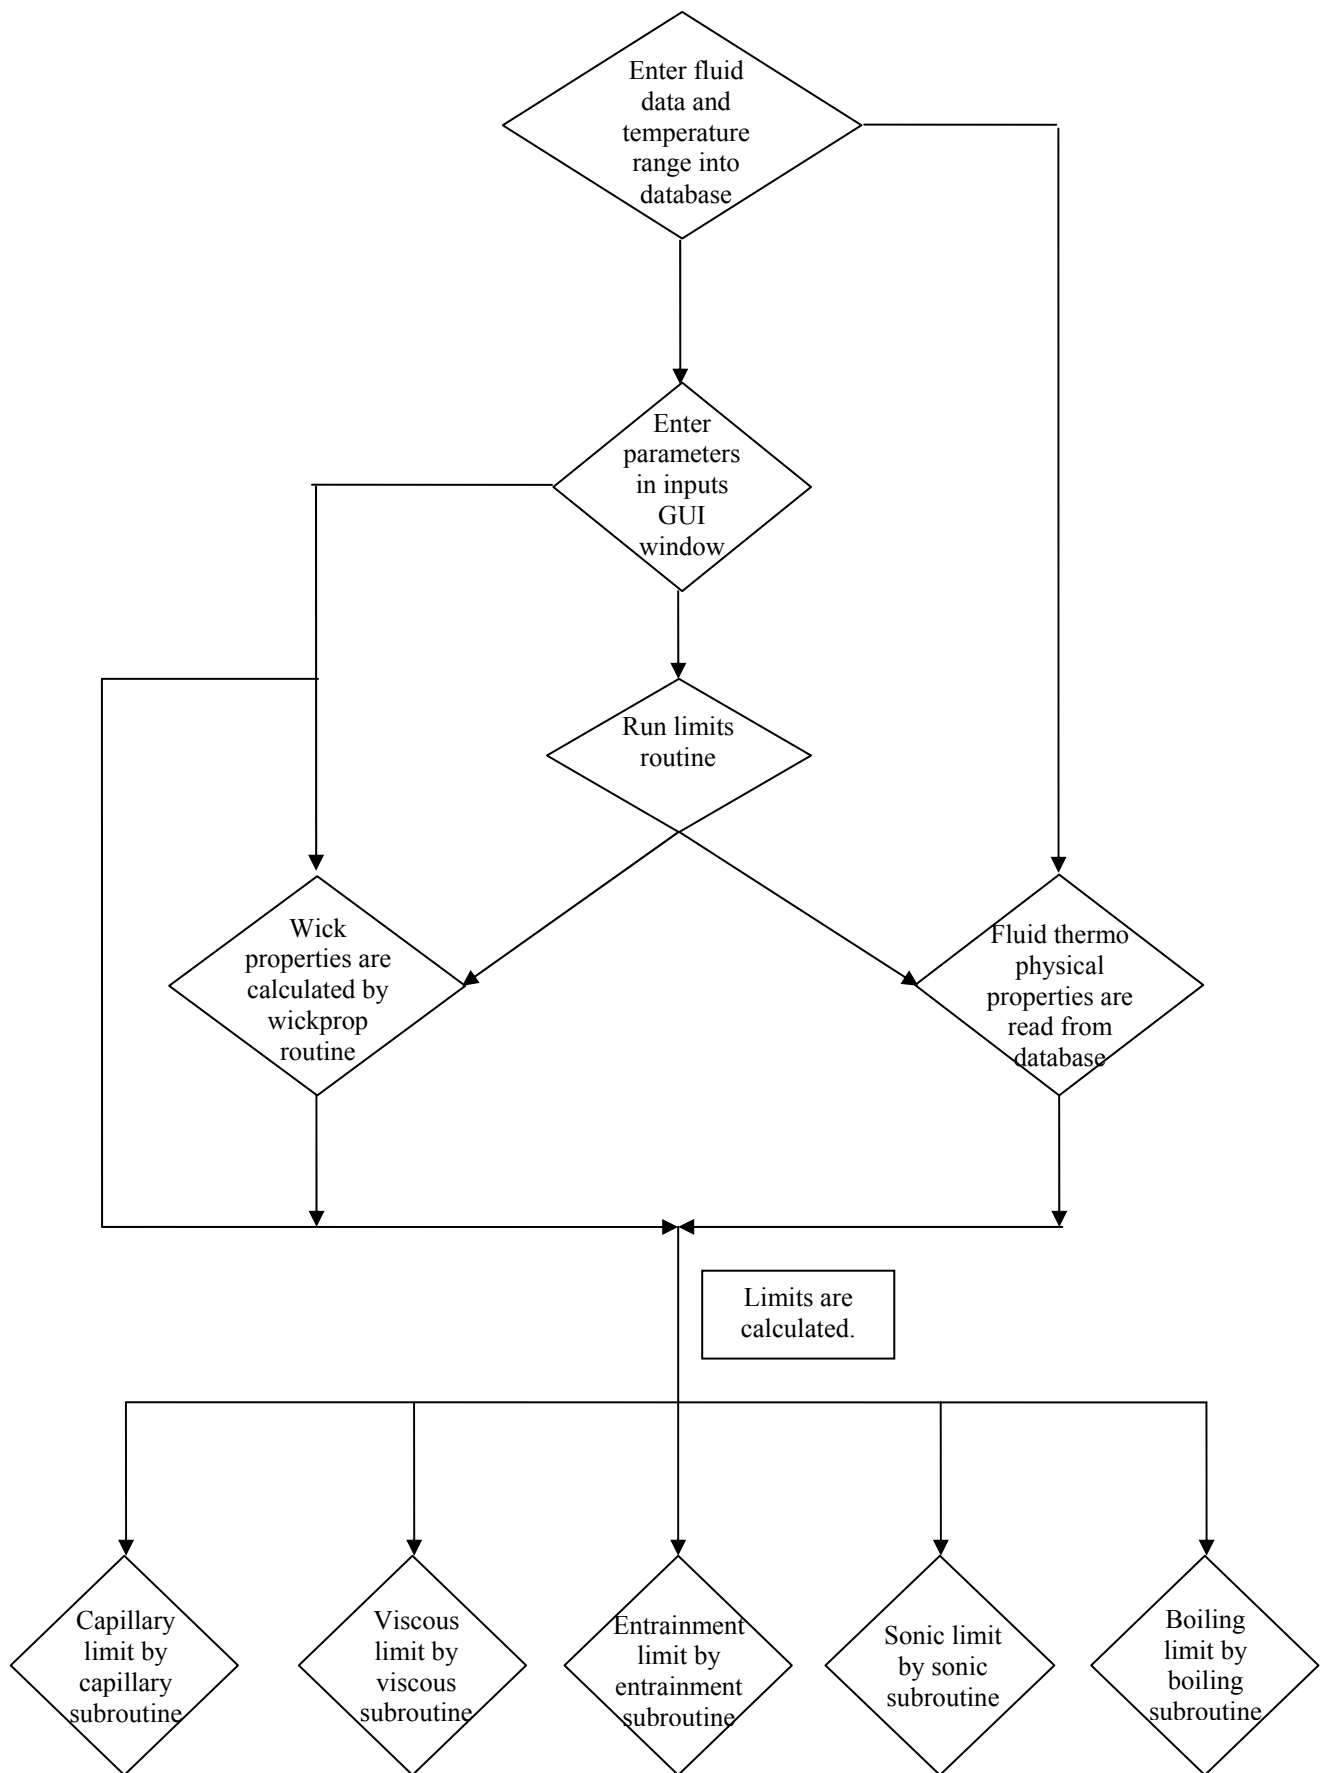 Enter fluid
data and
temperature
range into
database
Enter
parameters
in inputs
GUI
window
Run limits
routine
Wick
properties are
calculated by
wickprop
routine
Fluid thermo
physical
properties are
read from
database
Limits are
calculated.
Capillary
limit by
capillary
subroutine
Viscous
limit by
viscous
subroutine
Entrainment
limit by
entrainment
subroutine
Sonic limit
by sonic
subroutine
Boiling
limit by
boiling
subroutine